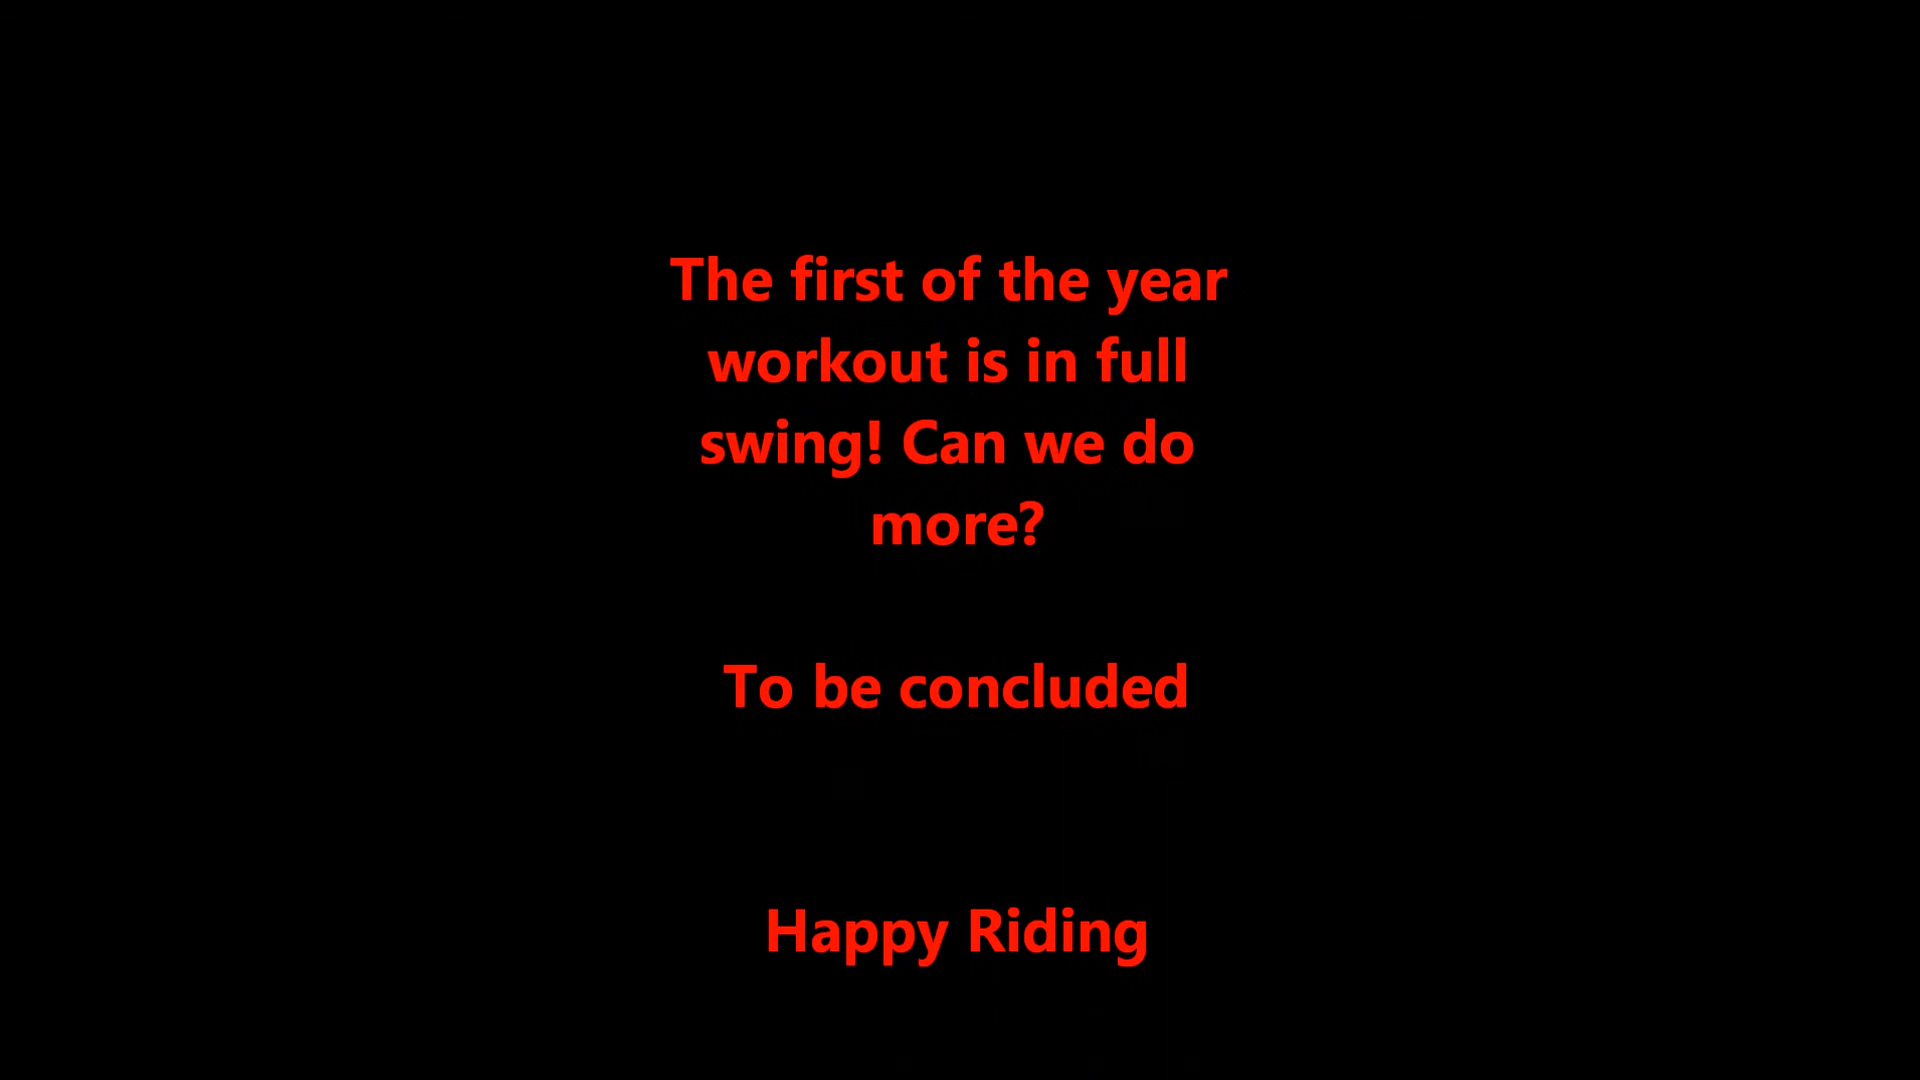 The first of the year
workout is in full
swing! Can we do
more?
To be concluded
Happy Riding